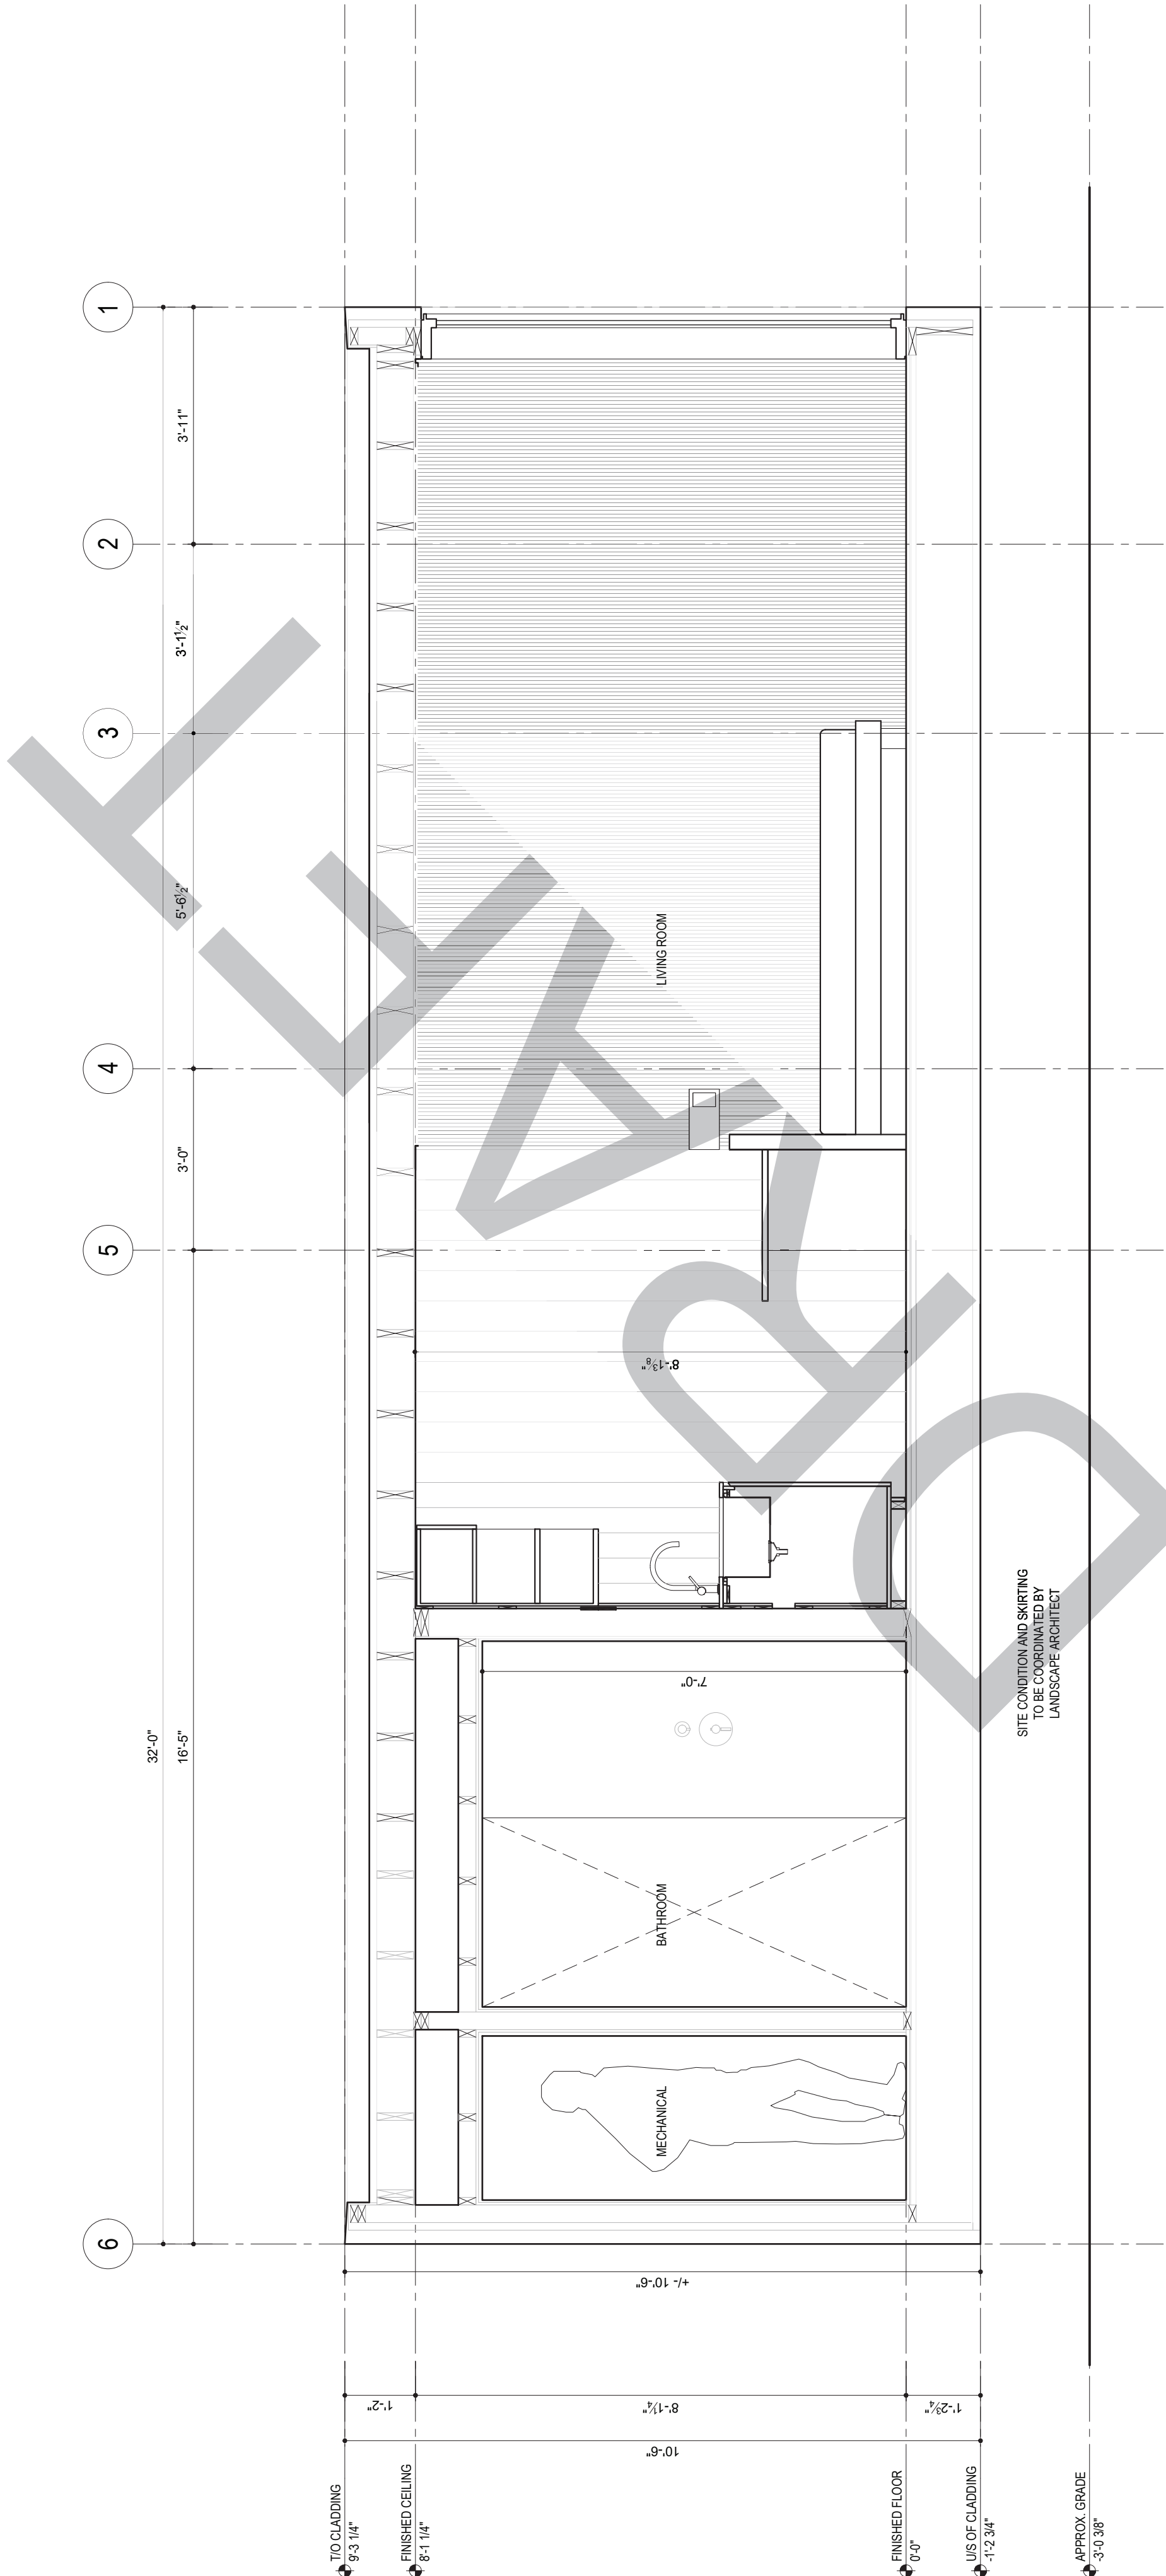 6
5
4
3
2
1
32'-0"
16'-5"
3'-0"
5'-6½"
3'-1½"
3'-11"
T/O CLADDING
9'-3 1/4"
FINISHED CEILING
8'-1 1/4"
FINISHED FLOOR
0'-0"
U/S OF CLADDING
-1'-2 3/4"
APPROX. GRADE
-3'-0 3/8"
10'-6"
1'-2"
8'-1¼"
1'-2¾"
+/- 10'-6"
MECHANICAL
BATHROOM
7'-0"
8'-1⅜"
LIVING ROOM
SITE CONDITION AND SKIRTING
TO BE COORDINATED BY
LANDSCAPE ARCHITECT
DRAFT